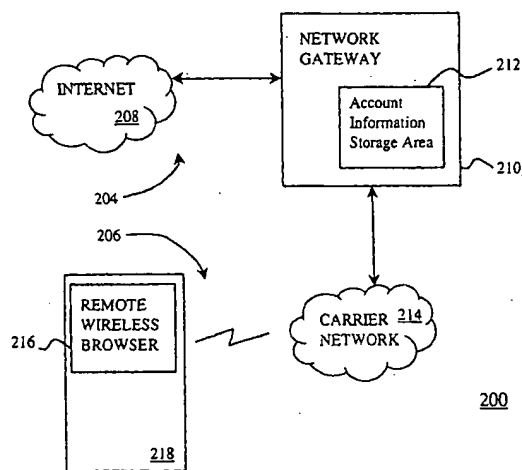 NETWORK
GATEWAY
212
INTERNET
208
Account
Information
Storage Area
210
204
206
REMOTE
WIRELESS
BROWSER
216
CARRIER
NETWORK
214
200
218